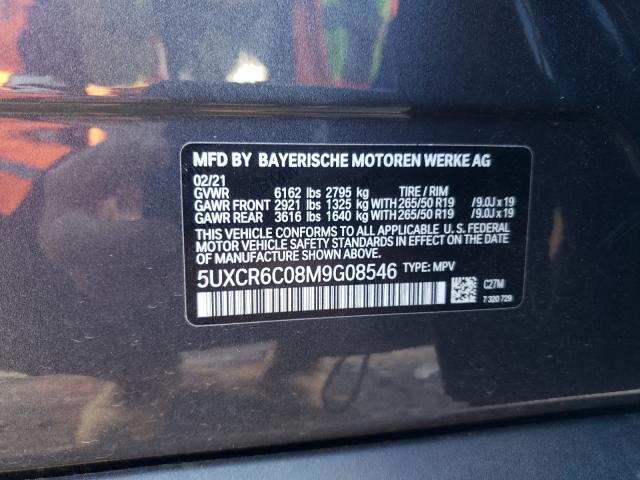 MFD BY BAYERISCHE MOTOREN WERKE AG
02/21
GVWR 6162 lbs 2795 kg TIRE / RIM
GAWR FRONT 2921 lbs 1325 kg WITH 265/50 R19 /9.0J x 19
GAWR REAR 3616 lbs 1640 kg WITH 265/50 R19 /9.0J x 19
THIS VEHICLE CONFORMS TO ALL APPLICABLE U. S. FEDERAL
MOTOR VEHICLE SAFETY STANDARDS IN EFFECT ON THE
DATE OF MANUFACTURE SHOWN ABOVE.
5UXCR6C08M9G08546 TYPE: MPV
C27M
7 320 729